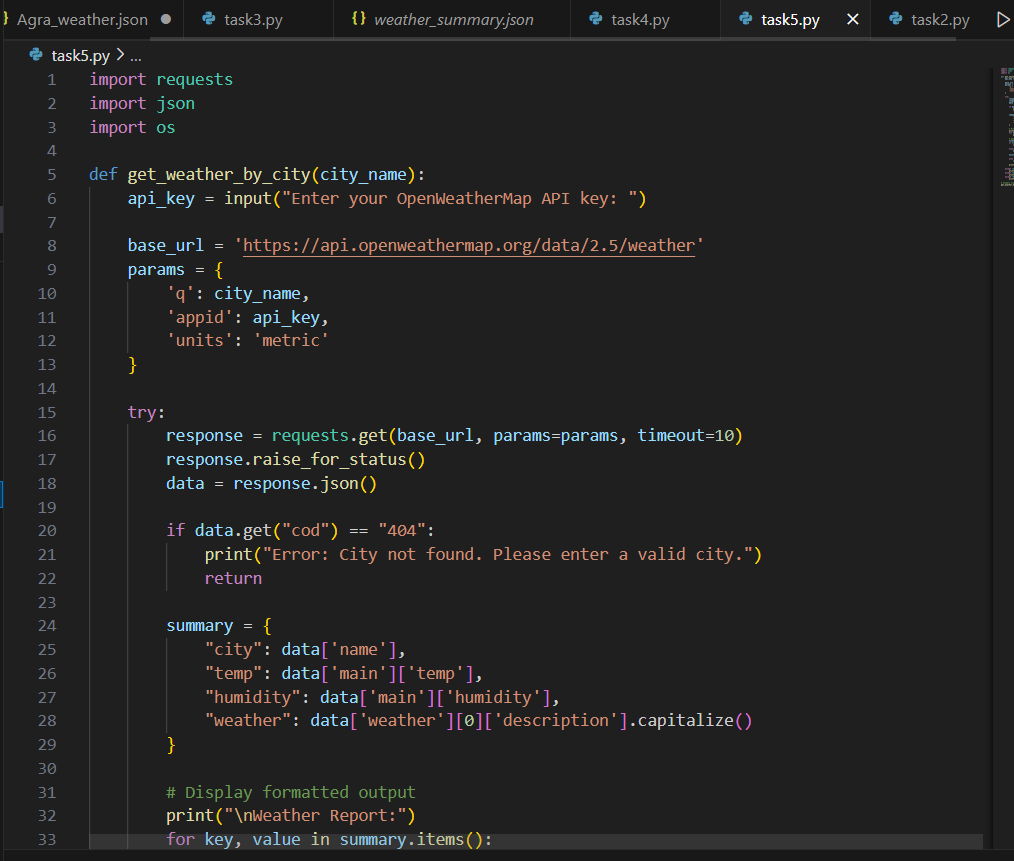 } Agra_weather.json ● task3.py {} weather_summary.json task4.py task5.py × task2.py
task5.py > ...
1 import requests
2 import json
3 import os
4
5 def get_weather_by_city(city_name):
6     api_key = input("Enter your OpenWeatherMap API key: ")
7
8     base_url = 'https://api.openweathermap.org/data/2.5/weather'
9     params = {
10         'q': city_name,
11         'appid': api_key,
12         'units': 'metric'
13     }
14
15     try:
16         response = requests.get(base_url, params=params, timeout=10)
17         response.raise_for_status()
18         data = response.json()
19
20         if data.get("cod") == "404":
21             print("Error: City not found. Please enter a valid city.")
22             return
23
24         summary = {
25             "city": data['name'],
26             "temp": data['main']['temp'],
27             "humidity": data['main']['humidity'],
28             "weather": data['weather'][0]['description'].capitalize()
29         }
30
31         # Display formatted output
32         print("\nWeather Report:")
33         for key, value in summary.items():